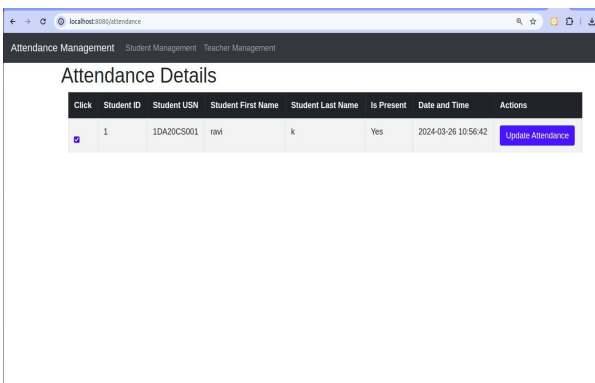 localhost:8080/attendance
Attendance Management Student Management Teacher Management
Attendance Details
Click Student ID Student USN Student First Name Student Last Name Is Present Date and Time Actions
1 1DA20CS001 ravi k Yes 2024-03-26 10:56:42 Update Attendance